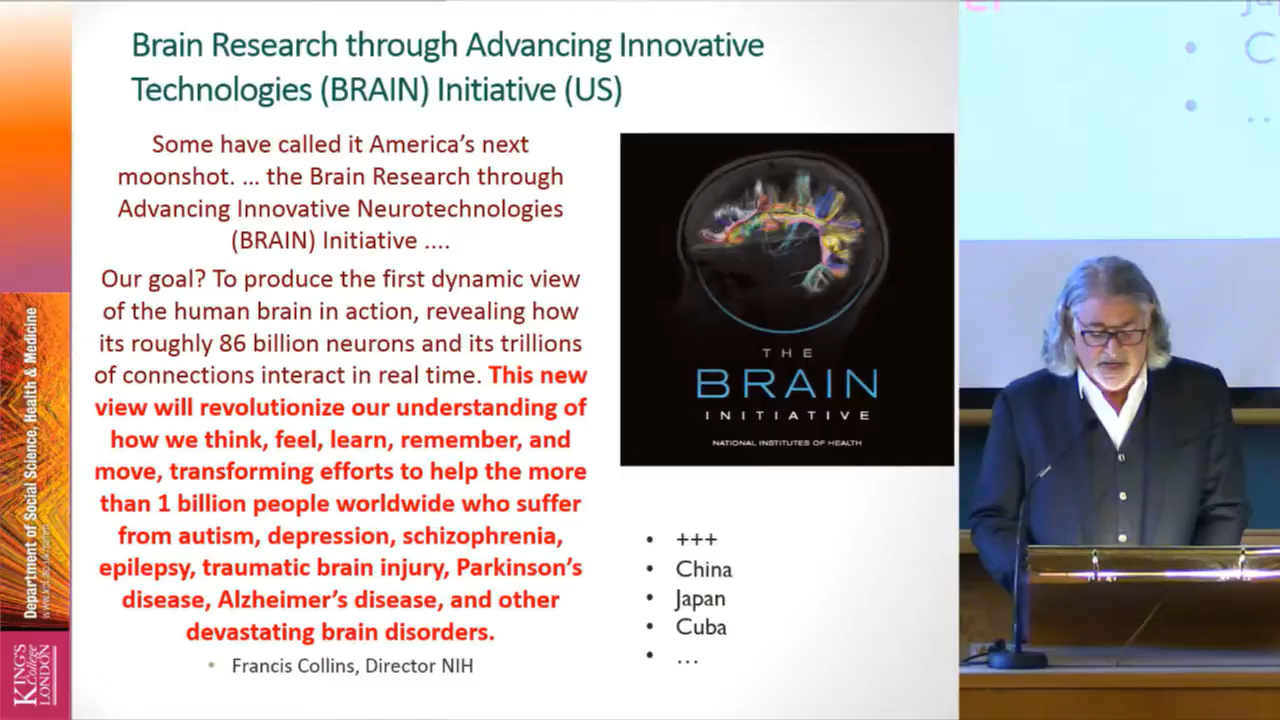 Brain Research through Advancing Innovative
Technologies (BRAIN) Initiative (US)
Some have called it America’s next
moonshot. ... the Brain Research through
Advancing Innovative Neurotechnologies
(BRAIN) Initiative ....
Our goal? To produce the first dynamic view
of the human brain in action, revealing how
its roughly 86 billion neurons and its trillions
of connections interact in real time. This new
view will revolutionize our understanding of
how we think, feel, learn, remember, and
move, transforming efforts to help the more
than 1 billion people worldwide who suffer
from autism, depression, schizophrenia,
epilepsy, traumatic brain injury, Parkinson’s
disease, Alzheimer’s disease, and other
devastating brain disorders.
• Francis Collins, Director NIH
THE
BRAIN
INITIATIVE
NATIONAL INSTITUTES OF HEALTH
• +++
• China
• Japan
• Cuba
• ...
Department of Social Science, Health & Medicine
KING'S
College
LONDON
• C
• ..